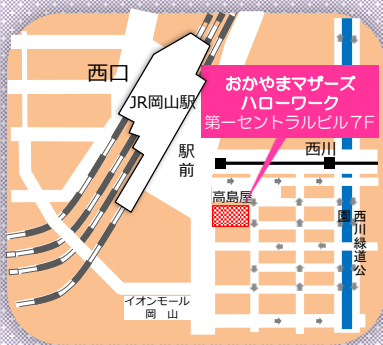 西口
JR岡山駅
おかやまマザーズ
ハローワーク
第一セントラルビル7F
駅前
西川
高島屋
西川緑道公
園
イオンモール
岡 山